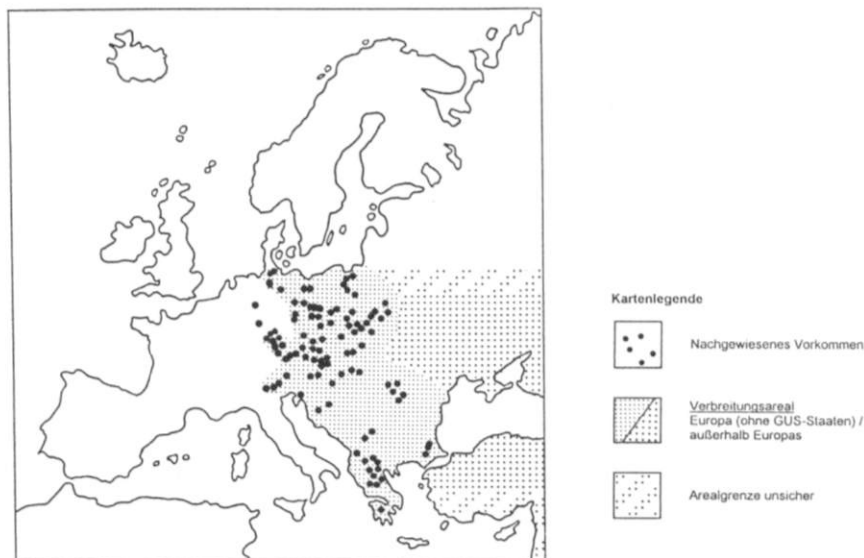 Kartenlegende
Nachgewiesenes Vorkommen
Verbreitungsareal
Europa (ohne GUS-Staaten) /
außerhalb Europas
Arealgrenze unsicher